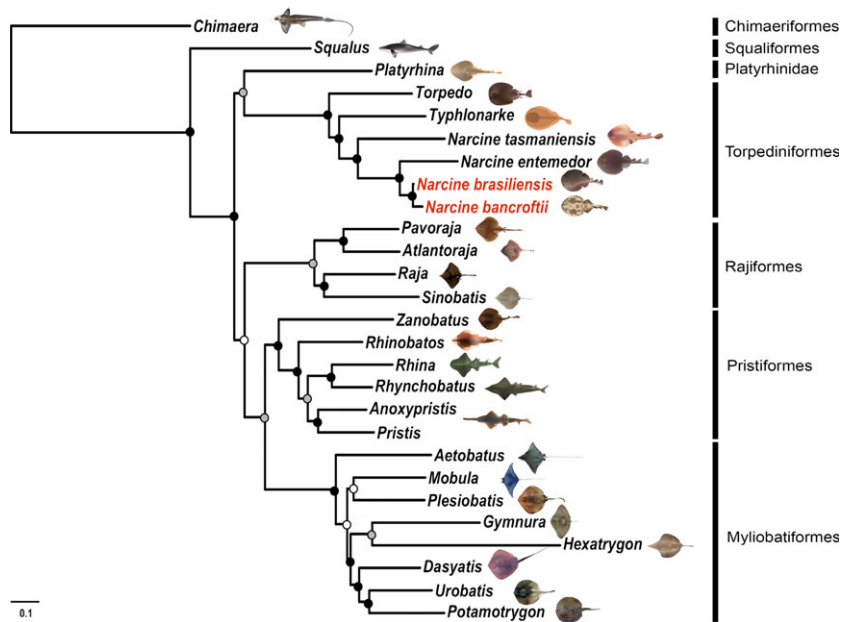 Chimaera
Chimaeriformes
Squalus
Squaliformes
Platyrhina
Platyrhinidae
Torpedo
Typhlonarke
Narcine tasmaniensis
Torpediniformes
Narcine entemedor
Narcine brasiliensis
Narcine bancroftii
Pavoraja
Atlantoraja
Rajiformes
Raja
Sinobatis
Zanobatus
Rhinobatos
Rhina
Pristiformes
Rhynchobatus
Anoxypristis
Pristis
Aetobatus
Mobula
Plesiobatis
Gymnura
Myliobatiformes
Hexatrygon
Dasyatis
Urobatis
Potamotrygon
0.1